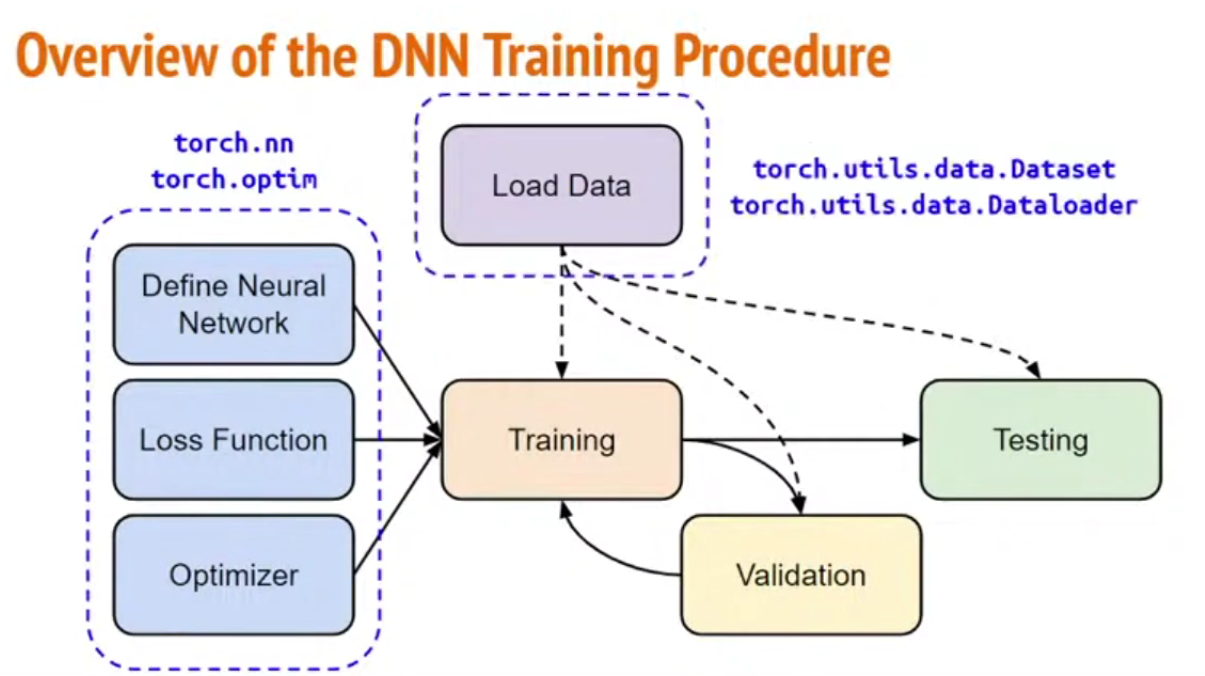 Overview of the DNN Training Procedure
torch.nn
torch.optim
Load Data
torch.utils.data.Dataset
torch.utils.data.Dataloader
Define Neural
Network
Loss Function
Training
Testing
Optimizer
Validation